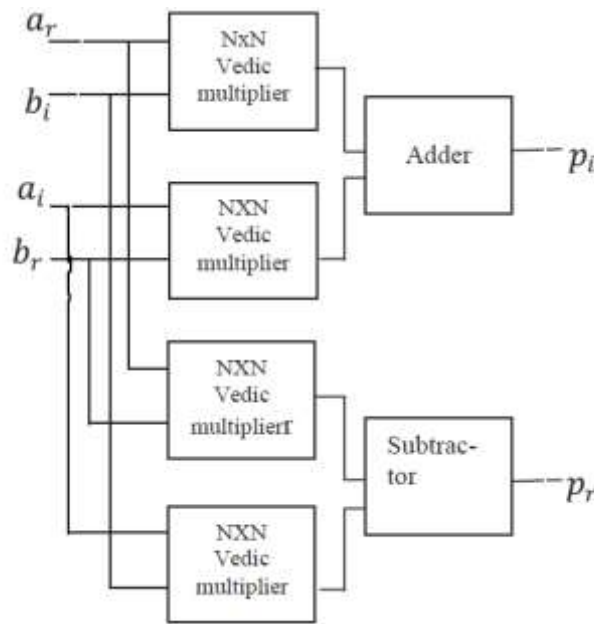 a_r
NxN
Vedic
multiplier
b_i
Adder
p_i
a_i
NXN
Vedic
multiplier
b_r
NXN
Vedic
multiplierr
Subtrac-
tor
p_r
NXN
Vedic
multiplier